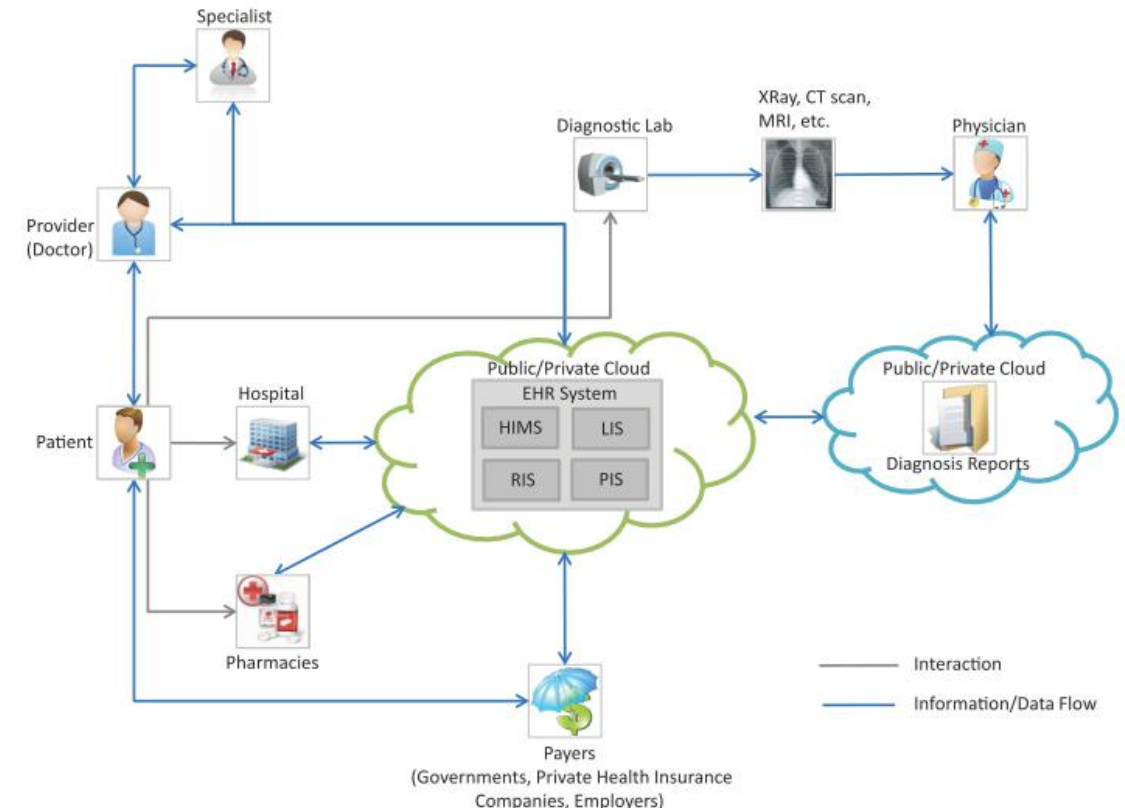 Specialist
XRay, CT scan,
MRI, etc.
Diagnostic Lab
Physician
Provider
(Doctor)
Public/Private Cloud
EHR System
HIMS
LIS
RIS
PIS
Public/Private Cloud
Diagnosis Reports
Hospital
Patient
Pharmacies
Interaction
Information/Data Flow
Payers
(Governments, Private Health Insurance
Companies, Employers)